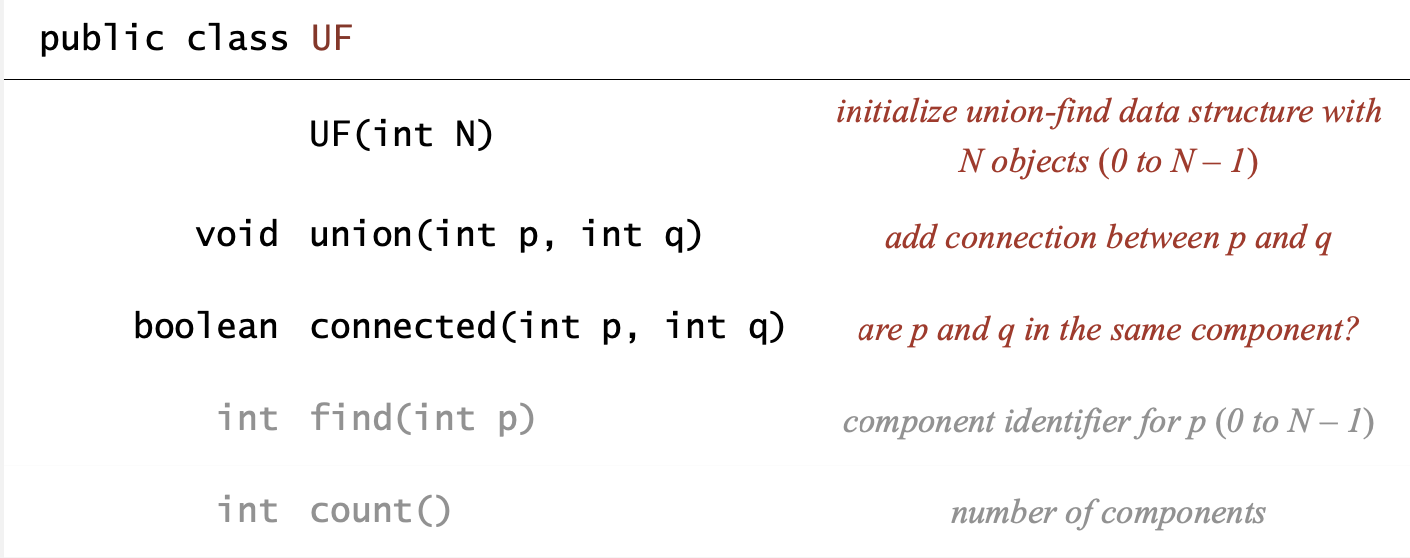 public class UF
UF(int N)
initialize union-find data structure with
N objects (0 to N – 1)
void union(int p, int q)
add connection between p and q
boolean connected(int p, int q)
are p and q in the same component?
int find(int p)
component identifier for p (0 to N – 1)
int count()
number of components